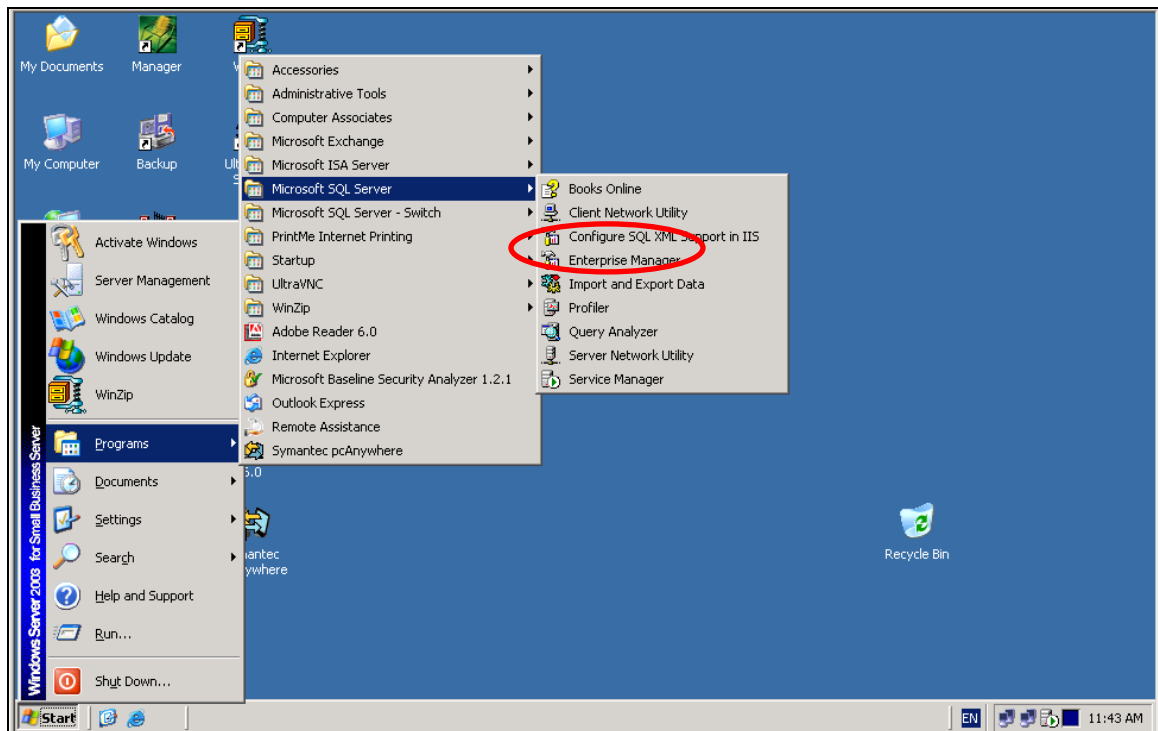 My Documents
Manager
My Computer
Backup
Accessories
Administrative Tools
Computer Associates
Microsoft Exchange
Microsoft ISA Server
Microsoft SQL Server
Microsoft SQL Server - Switch
PrintMe Internet Printing
Startup
UltraVNC
WinZip
Adobe Reader 6.0
Internet Explorer
Microsoft Baseline Security Analyzer 1.2.1
Outlook Express
Remote Assistance
Symantec pcAnywhere
Books Online
Client Network Utility
Configure SQL XML Support in IIS
Enterprise Manager
Import and Export Data
Profiler
Query Analyzer
Server Network Utility
Service Manager
Activate Windows
Server Management
Windows Catalog
Windows Update
WinZip
Programs
Documents
Settings
Search
Help and Support
Run...
Shut Down...
Windows Server 2003 for Small Business Server
Recycle Bin
Start
EN
11:43 AM